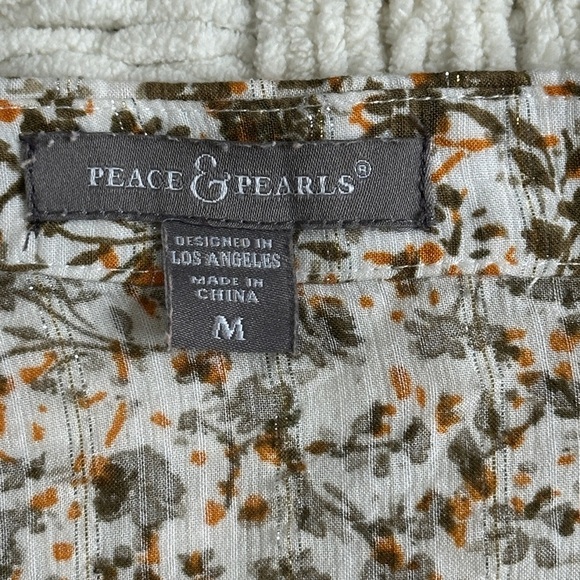 PEACE & PEARLS®
DESIGNED IN
LOS ANGELES
MADE IN
CHINA
M